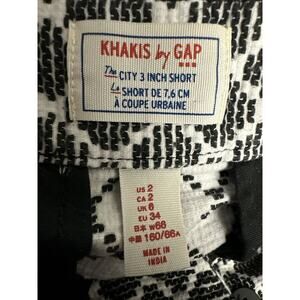 KHAKIS by GAP
The CITY 3 INCH SHORT
Le SHORT DE 7,6 CM
À COUPE URBAINE
US 2
CA 2
UK 6
EU 34
日本 W66
中国 160/66A
MADE IN
INDIA